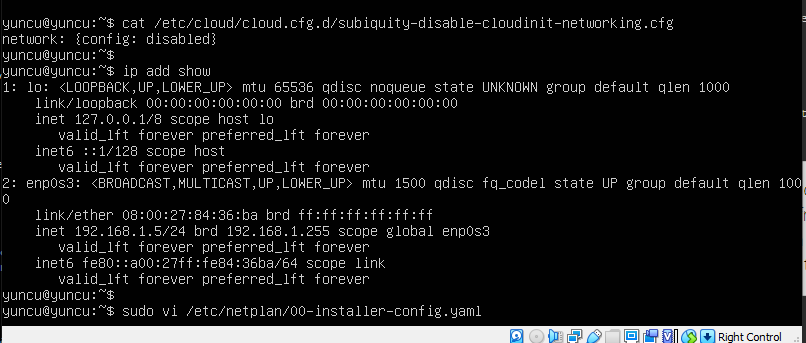 yuncu@yuncu:~$ cat /etc/cloud/cloud.cfg.d/subiquity-disable-cloudinit-networking.cfg
network: {config: disabled}
yuncu@yuncu:~$
yuncu@yuncu:~$ ip add show
1: lo: <LOOPBACK,UP,LOWER_UP> mtu 65536 qdisc noqueue state UNKNOWN group default qlen 1000
    link/loopback 00:00:00:00:00:00 brd 00:00:00:00:00:00
    inet 127.0.0.1/8 scope host lo
       valid_lft forever preferred_lft forever
    inet6 ::1/128 scope host
       valid_lft forever preferred_lft forever
2: enp0s3: <BROADCAST,MULTICAST,UP,LOWER_UP> mtu 1500 qdisc fq_codel state UP group default qlen 100
0
    link/ether 08:00:27:84:36:ba brd ff:ff:ff:ff:ff:ff
    inet 192.168.1.5/24 brd 192.168.1.255 scope global enp0s3
       valid_lft forever preferred_lft forever
    inet6 fe80::a00:27ff:fe84:36ba/64 scope link
       valid_lft forever preferred_lft forever
yuncu@yuncu:~$
yuncu@yuncu:~$ sudo vi /etc/netplan/00-installer-config.yaml
Right Control